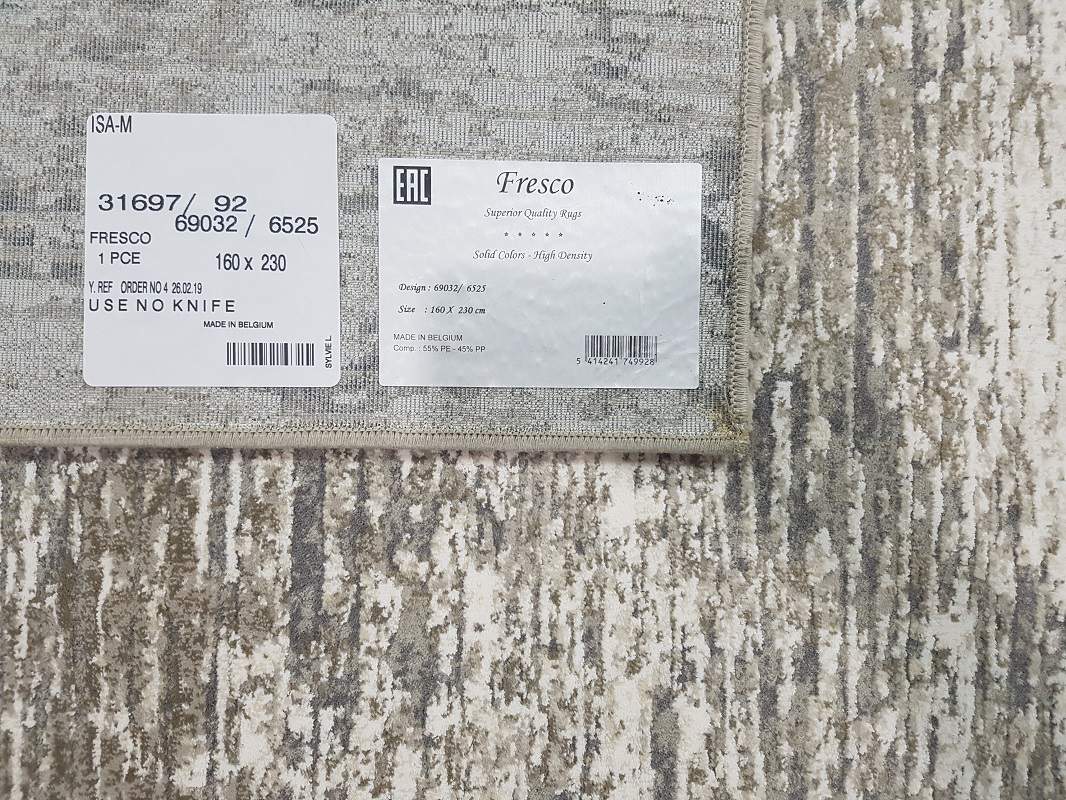 ISA-M
31697/ 92
69032 / 6525
FRESCO
1 PCE 160 x 230
Y. REF ORDER NO 4 26.02.19
USE NO KNIFE
MADE IN BELGIUM
SYLVIE L.
EAC
Fresco
Superior Quality Rugs
* * * * *
Solid Colors - High Density
Design : 69032/ 6525
Size : 160 X 230 cm
MADE IN BELGIUM
Comp. : 55% PE - 45% PP
5 414241 749928